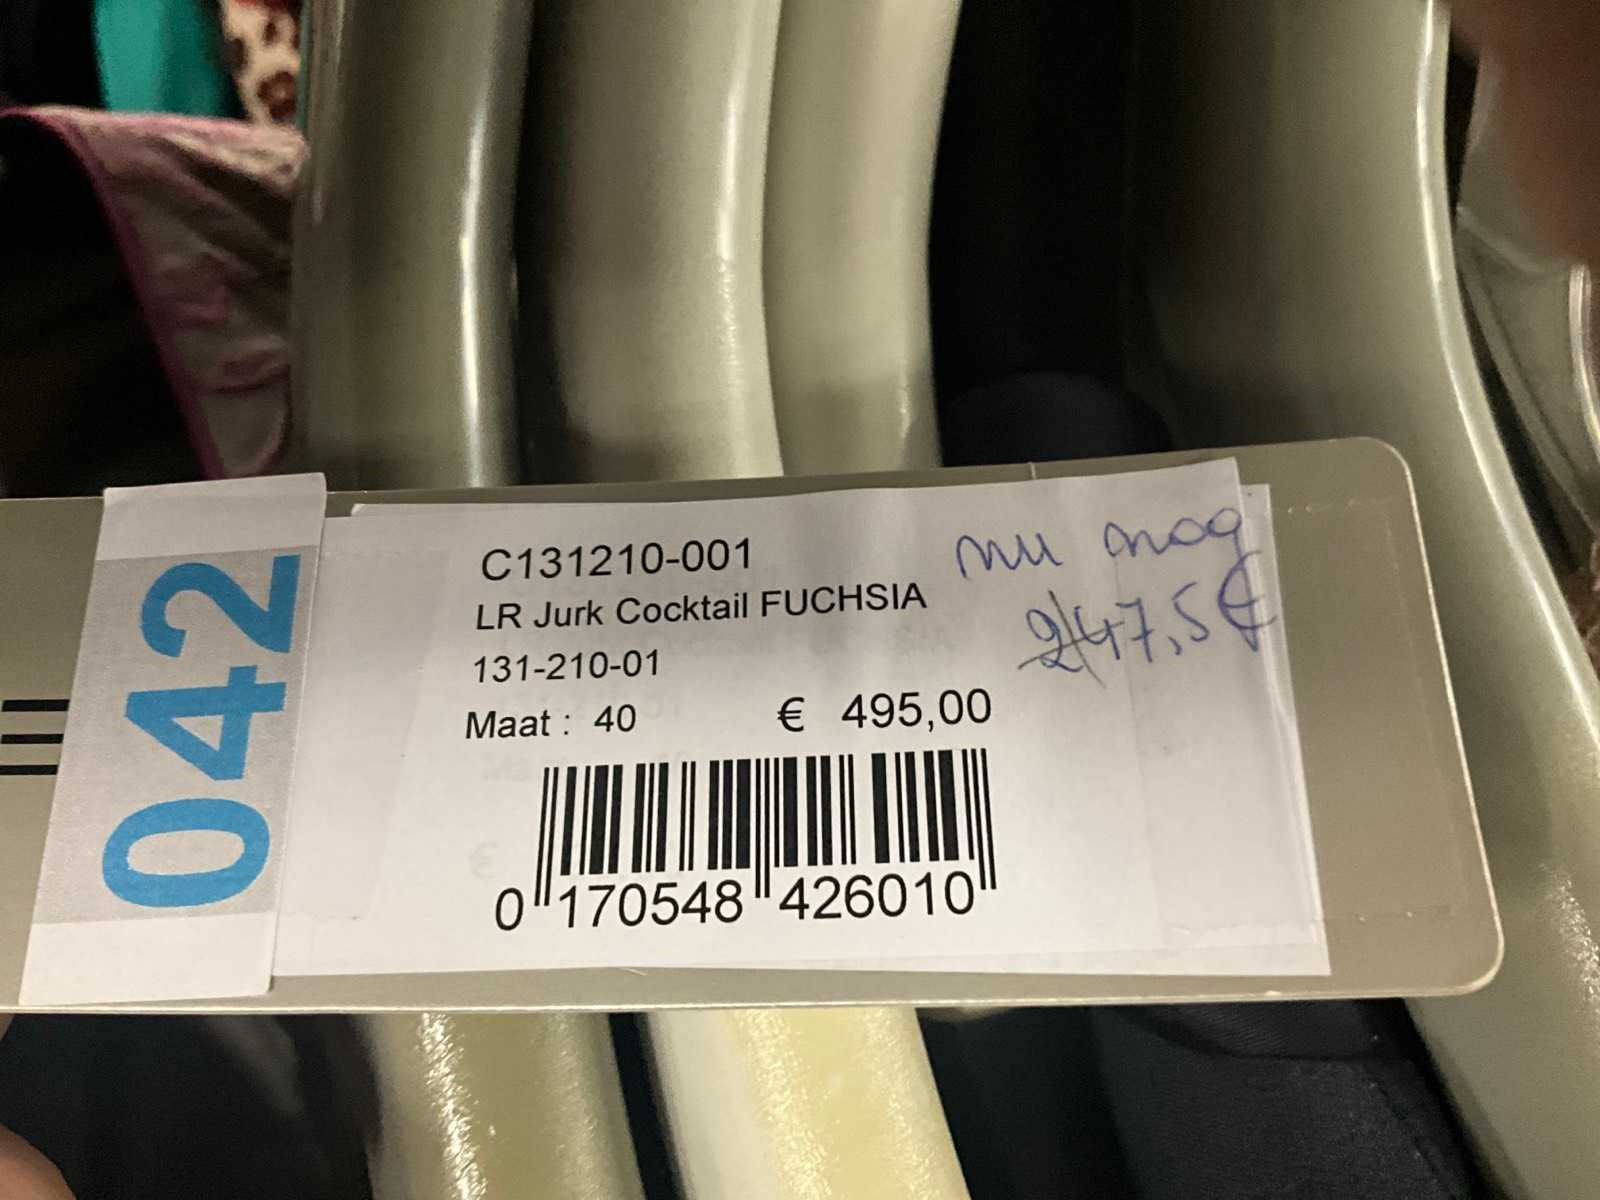 042
C131210-001
LR Jurk Cocktail FUCHSIA
131-210-01
Maat : 40 € 495,00
0 170548 426010
nu nog
247,5 €